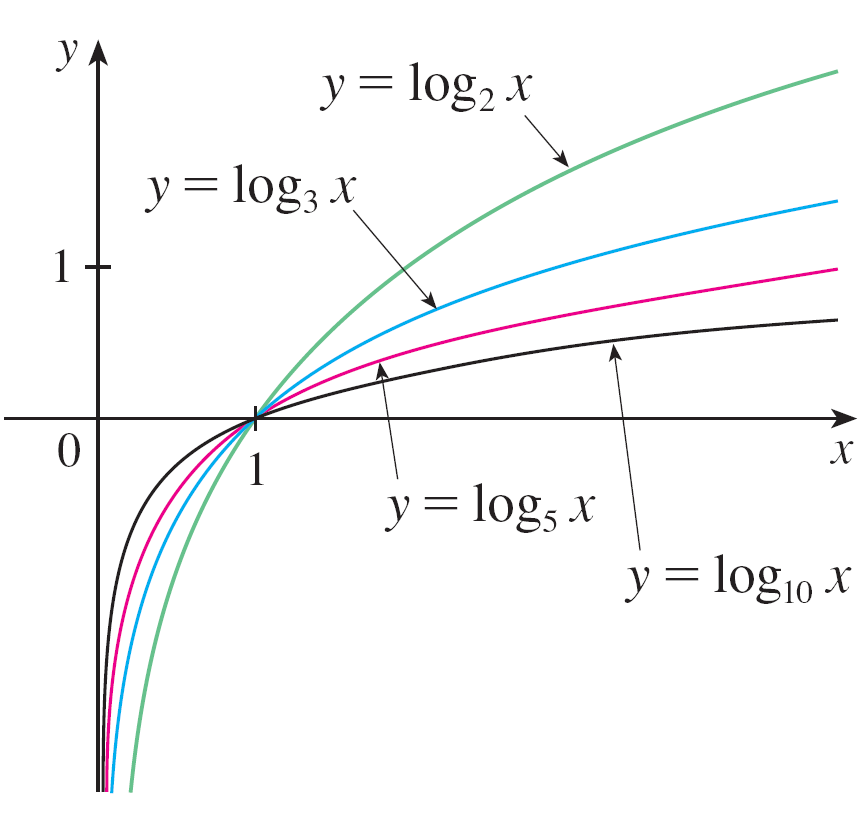 y
y = log₂ x
y = log₃ x
1
0
1
x
y = log₅ x
y = log₁₀ x